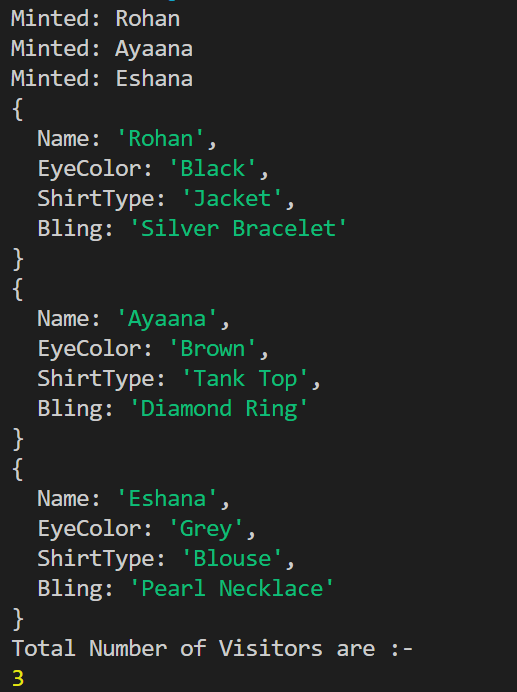 Minted: Rohan
Minted: Ayaana
Minted: Eshana
{
  Name: 'Rohan',
  EyeColor: 'Black',
  ShirtType: 'Jacket',
  Bling: 'Silver Bracelet'
}
{
  Name: 'Ayaana',
  EyeColor: 'Brown',
  ShirtType: 'Tank Top',
  Bling: 'Diamond Ring'
}
{
  Name: 'Eshana',
  EyeColor: 'Grey',
  ShirtType: 'Blouse',
  Bling: 'Pearl Necklace'
}
Total Number of Visitors are :-
3